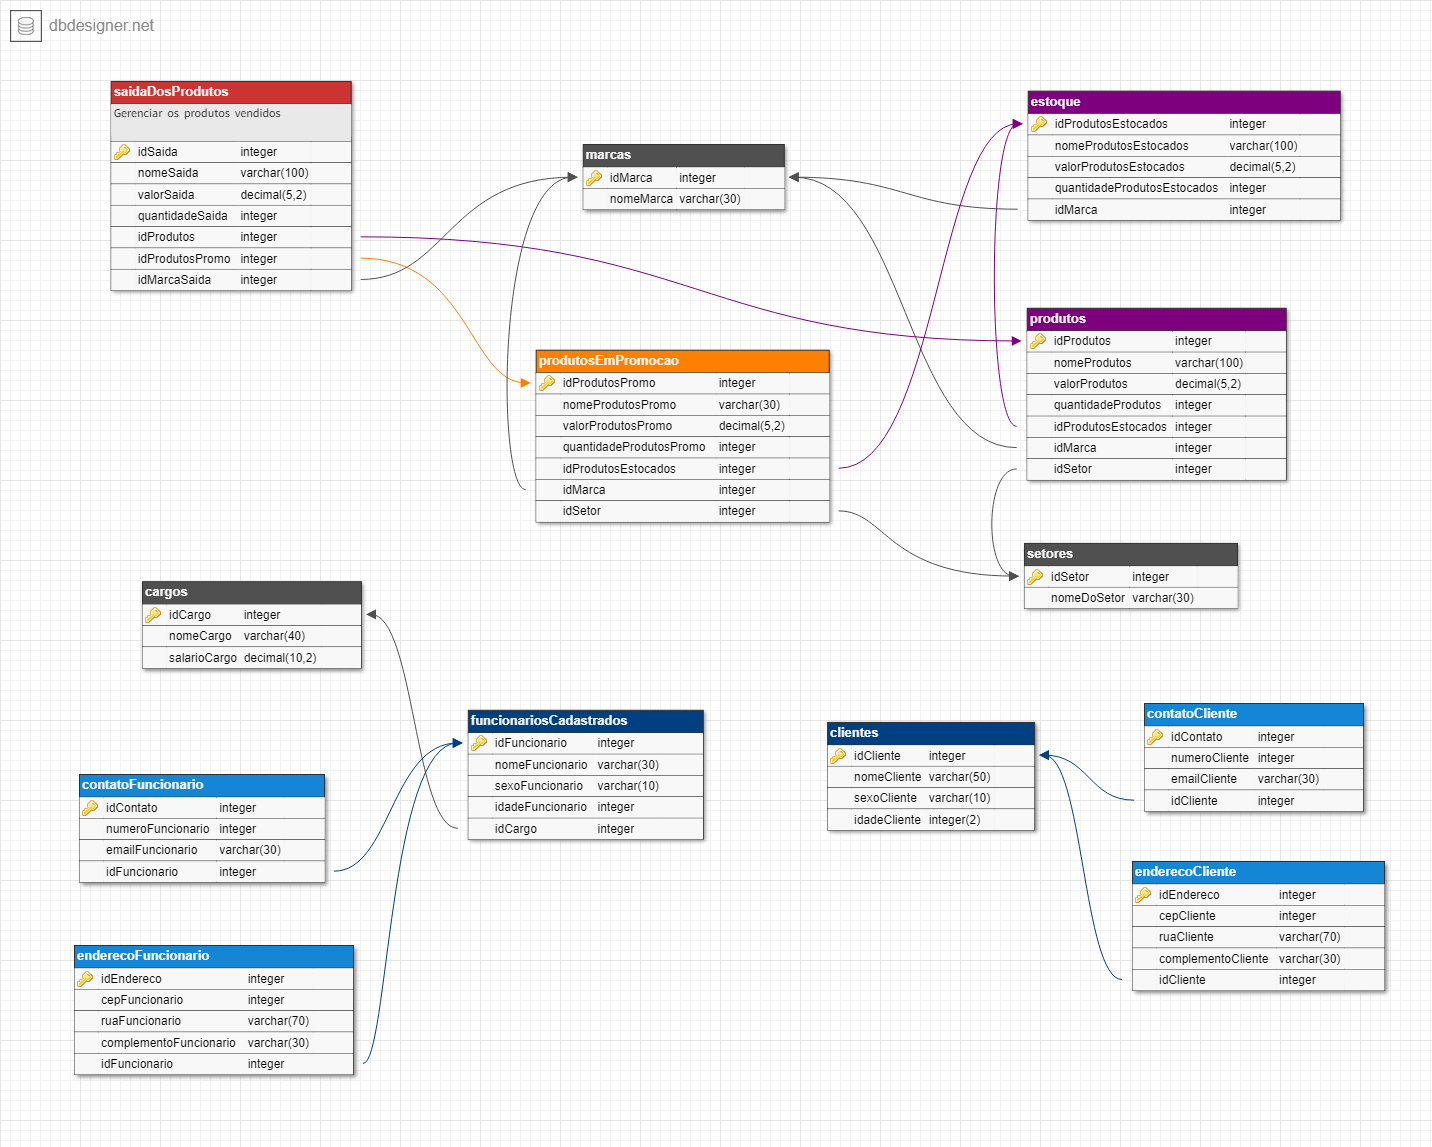 dbdesigner.net
saidaDosProdutos
Gerenciar os produtos vendidos
idSaida integer
nomeSaida varchar(100)
valorSaida decimal(5,2)
quantidadeSaida integer
idProdutos integer
idProdutosPromo integer
idMarcaSaida integer
marcas
idMarca integer
nomeMarca varchar(30)
estoque
idProdutosEstocados integer
nomeProdutosEstocados varchar(100)
valorProdutosEstocados decimal(5,2)
quantidadeProdutosEstocados integer
idMarca integer
produtos
idProdutos integer
nomeProdutos varchar(100)
valorProdutos decimal(5,2)
quantidadeProdutos integer
idProdutosEstocados integer
idMarca integer
idSetor integer
produtosEmPromocao
idProdutosPromo integer
nomeProdutosPromo varchar(30)
valorProdutosPromo decimal(5,2)
quantidadeProdutosPromo integer
idProdutosEstocados integer
idMarca integer
idSetor integer
setores
idSetor integer
nomeDoSetor varchar(30)
cargos
idCargo integer
nomeCargo varchar(40)
salarioCargo decimal(10,2)
funcionariosCadastrados
idFuncionario integer
nomeFuncionario varchar(30)
sexoFuncionario varchar(10)
idadeFuncionario integer
idCargo integer
clientes
idCliente integer
nomeCliente varchar(50)
sexoCliente varchar(10)
idadeCliente integer(2)
contatoCliente
idContato integer
numeroCliente integer
emailCliente varchar(30)
idCliente integer
contatoFuncionario
idContato integer
numeroFuncionario integer
emailFuncionario varchar(30)
idFuncionario integer
enderecoCliente
idEndereco integer
cepCliente integer
ruaCliente varchar(70)
complementoCliente varchar(30)
idCliente integer
enderecoFuncionario
idEndereco integer
cepFuncionario integer
ruaFuncionario varchar(70)
complementoFuncionario varchar(30)
idFuncionario integer